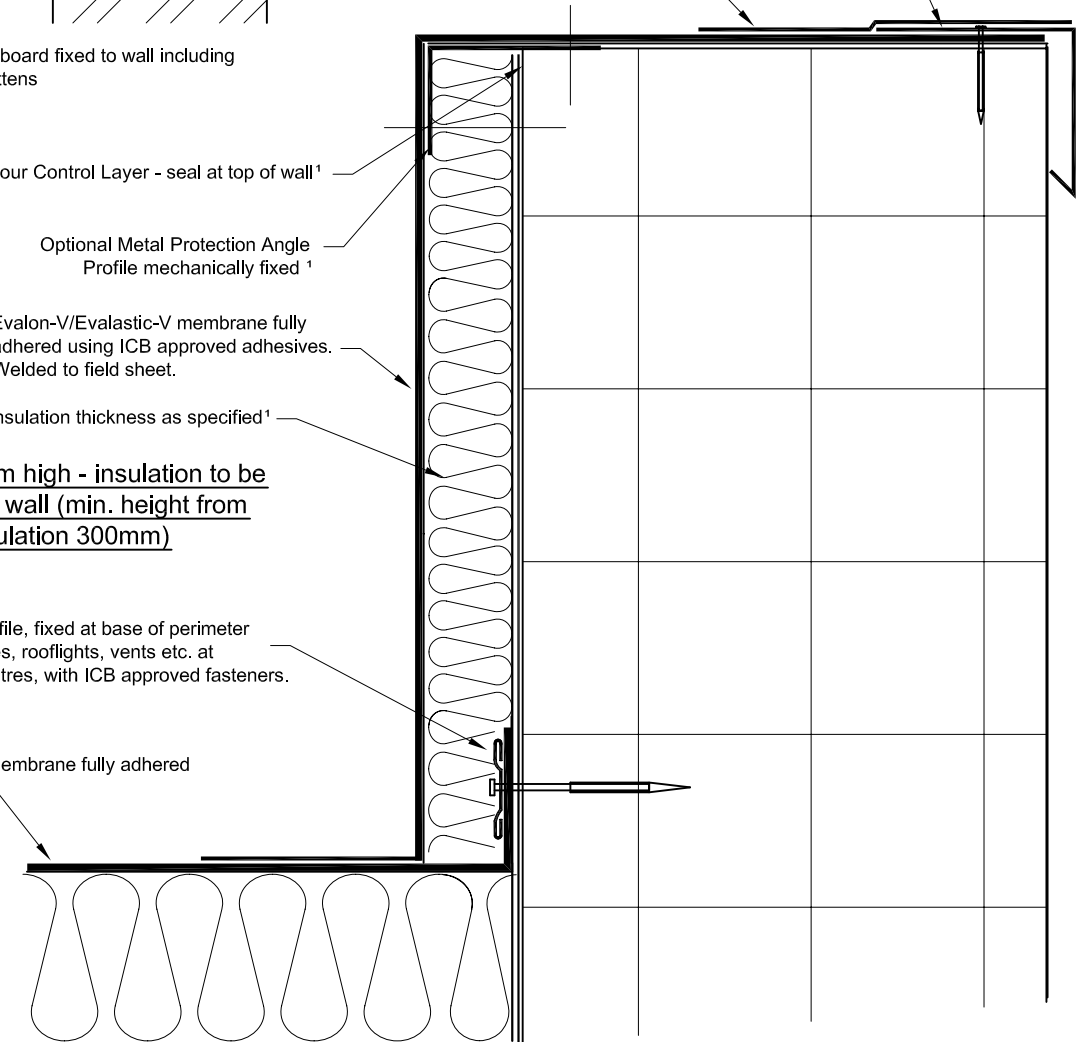 board fixed to wall including
ttens
our Control Layer - seal at top of wall¹
Optional Metal Protection Angle
Profile mechanically fixed ¹
Evalon-V/Evalastic-V membrane fully
adhered using ICB approved adhesives.
Welded to field sheet.
nsulation thickness as specified¹
m high - insulation to be
wall (min. height from
ulation 300mm)
file, fixed at base of perimeter
s, rooflights, vents etc. at
tres, with ICB approved fasteners.
embrane fully adhered